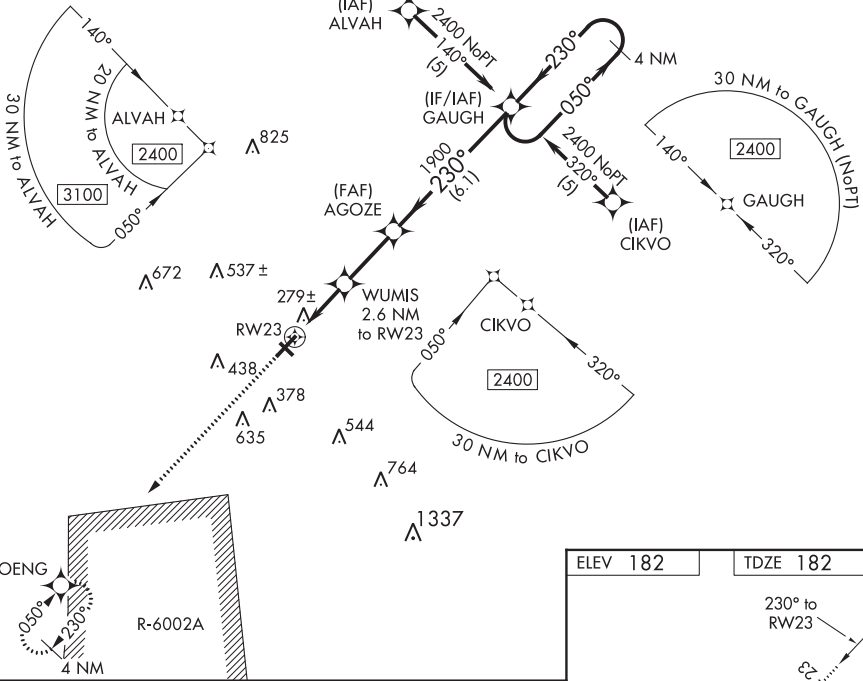 (IAF)
ALVAH
2400 NoPT
140°
(5)
230°
050°
4 NM
(IF/IAF)
GAUGH
2400 NoPT
320°
(5)
(IAF)
CIKVO
140°
20 NM to ALVAH
30 NM to ALVAH
ALVAH
2400
3100
050°
825
30 NM to GAUGH (NoPT)
2400
140°
GAUGH
320°
1900
230°
(6.1)
(FAF)
AGOZE
672
537 ±
279±
WUMIS
2.6 NM
to RW23
RW23
438
378
635
544
764
1337
CIKVO
050°
320°
2400
30 NM to CIKVO
OENG
050°
230°
4 NM
R-6002A
ELEV 182
TDZE 182
230° to
RW23
23